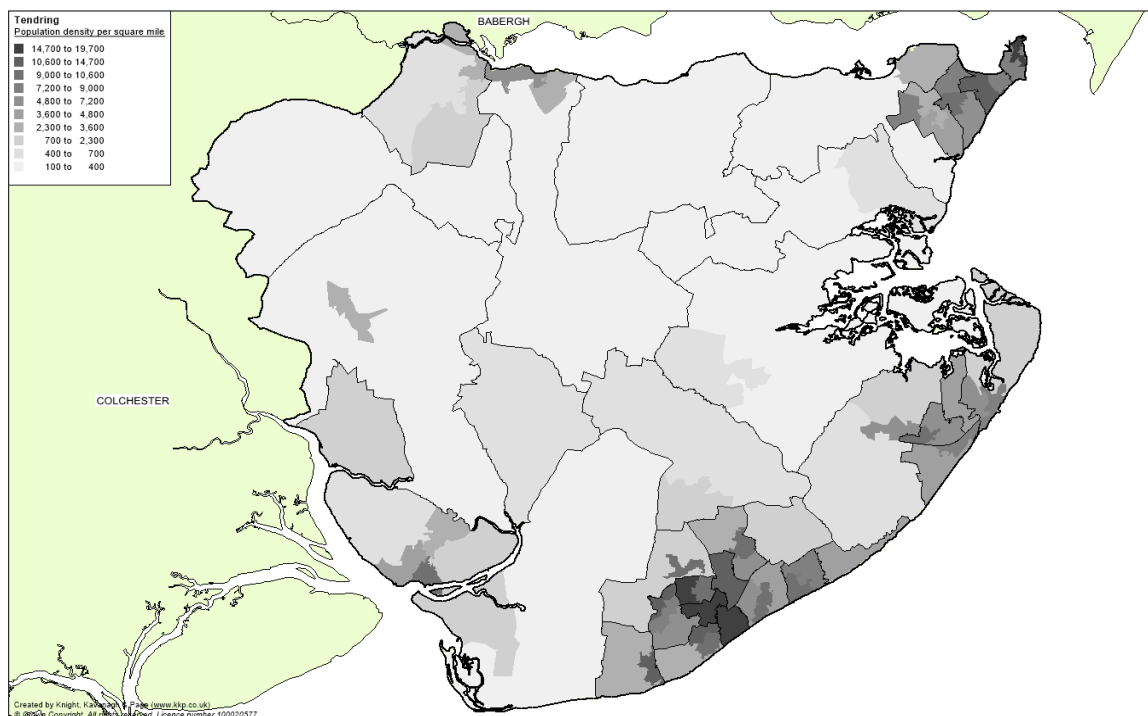 Tendring
Population density per square mile
14,700 to 19,700
10,600 to 14,700
9,000 to 10,600
7,200 to 9,000
4,800 to 7,200
3,600 to 4,800
2,300 to 3,600
700 to 2,300
400 to 700
100 to 400
BABERGH
COLCHESTER
Created by Knight, Kavanagh & Page (www.kkp.co.uk)
© Crown Copyright. All rights reserved. Licence number 100020577